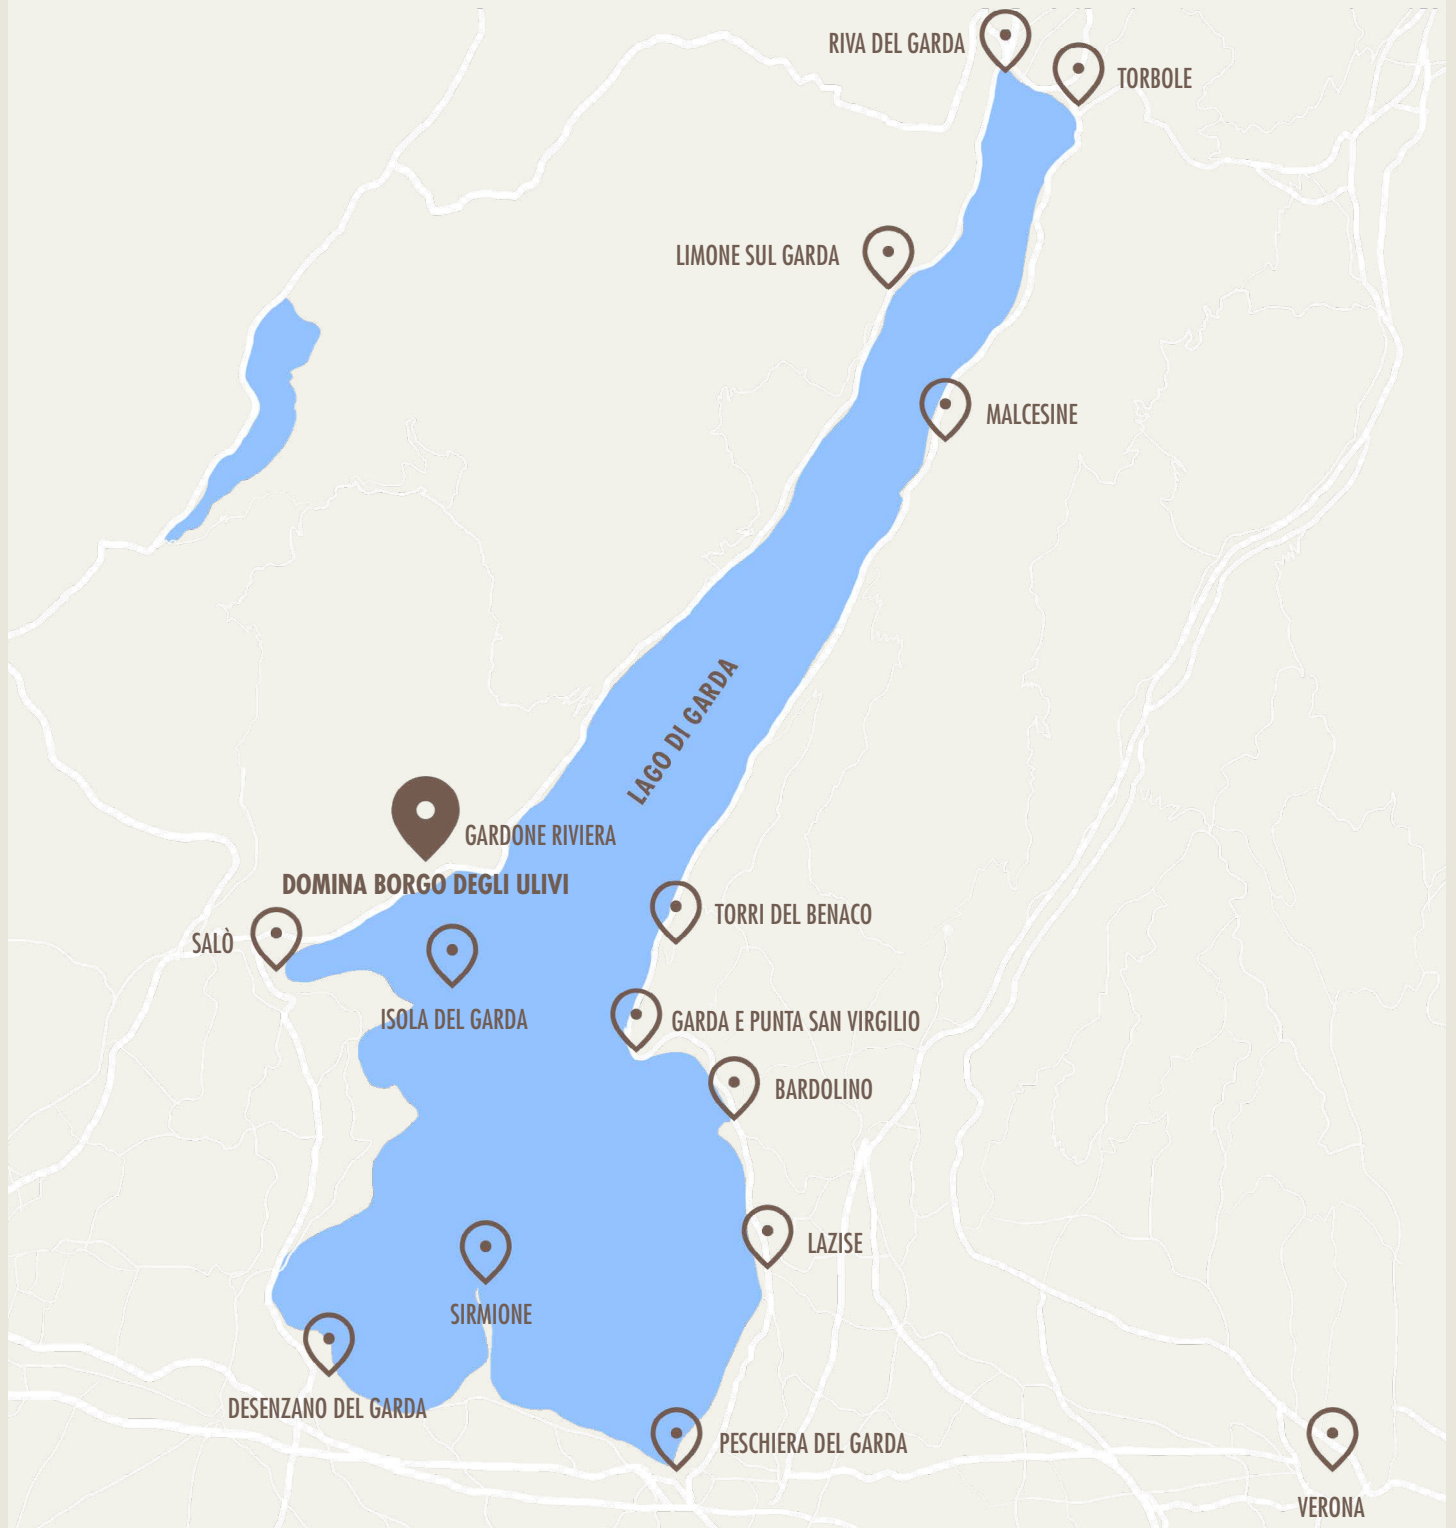 RIVA DEL GARDA
TORBOLE
LIMONE SUL GARDA
MALCESINE
LAGO DI GARDA
GARDONE RIVIERA
DOMINA BORGO DEGLI ULIVI
TORRI DEL BENACO
SALÒ
ISOLA DEL GARDA
GARDA E PUNTA SAN VIRGILIO
BARDOLINO
LAZISE
SIRMIONE
DESENZANO DEL GARDA
PESCHIERA DEL GARDA
VERONA